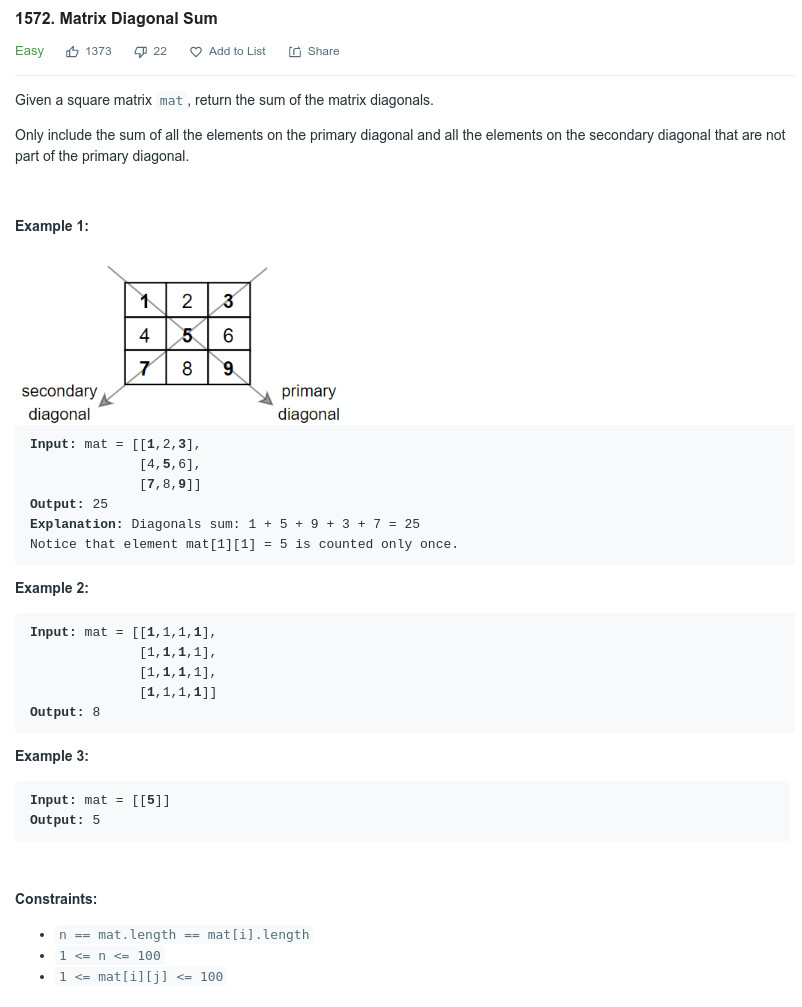 1572. Matrix Diagonal Sum
Easy 1373 22 Add to List Share
Given a square matrix mat , return the sum of the matrix diagonals.
Only include the sum of all the elements on the primary diagonal and all the elements on the secondary diagonal that are not
part of the primary diagonal.
Example 1:
1 2 3
4 5 6
7 8 9
secondary
diagonal
primary
diagonal
Input: mat = [[1,2,3],
[4,5,6],
[7,8,9]]
Output: 25
Explanation: Diagonals sum: 1 + 5 + 9 + 3 + 7 = 25
Notice that element mat[1][1] = 5 is counted only once.
Example 2:
Input: mat = [[1,1,1,1],
[1,1,1,1],
[1,1,1,1],
[1,1,1,1]]
Output: 8
Example 3:
Input: mat = [[5]]
Output: 5
Constraints:
• n == mat.length == mat[i].length
• 1 <= n <= 100
• 1 <= mat[i][j] <= 100